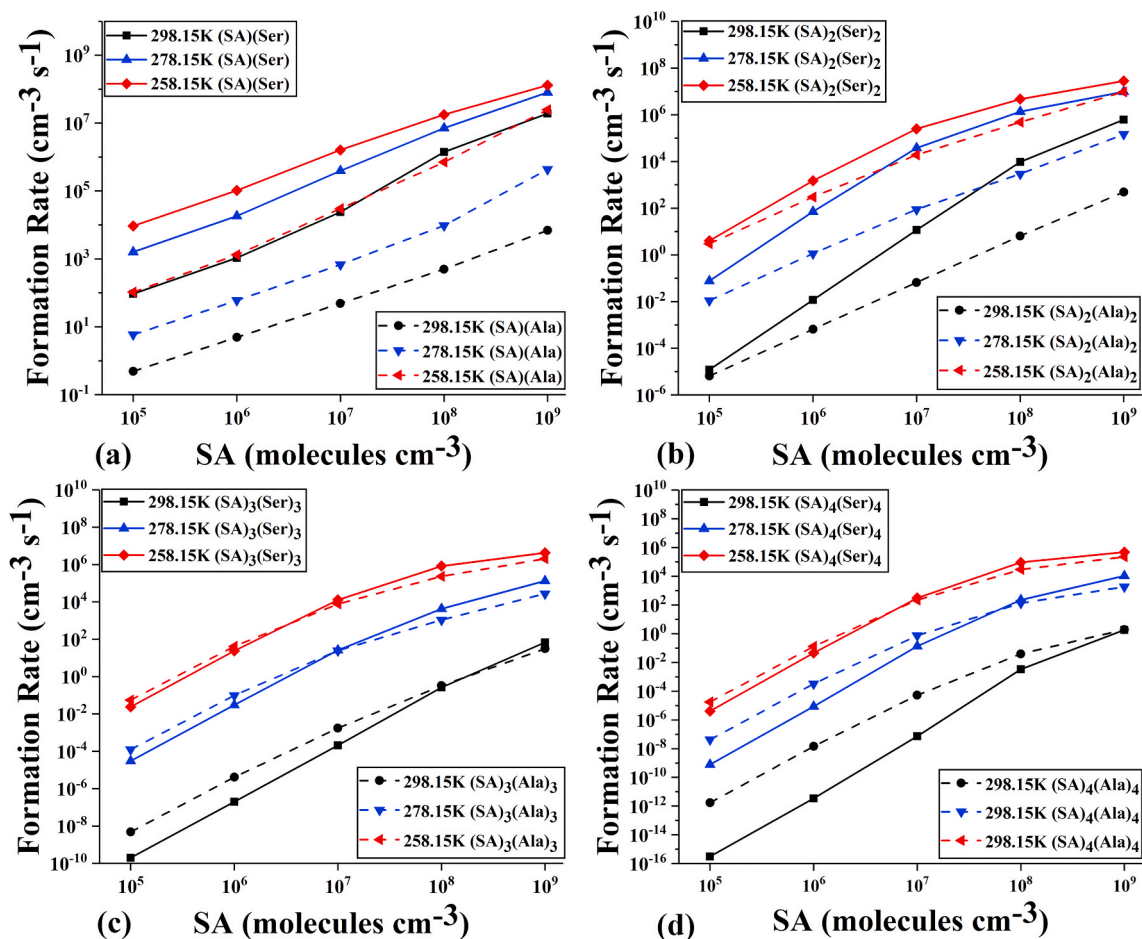 298.15K (SA)(Ser)
278.15K (SA)(Ser)
258.15K (SA)(Ser)
10⁹
10⁷
10⁵
10³
10¹
10⁻¹
Formation Rate (cm⁻³ s⁻¹)
298.15K (SA)(Ala)
278.15K (SA)(Ala)
258.15K (SA)(Ala)
10⁵ 10⁶ 10⁷ 10⁸ 10⁹
(a) SA (molecules cm⁻³)
298.15K (SA)₂(Ser)₂
278.15K (SA)₂(Ser)₂
258.15K (SA)₂(Ser)₂
10¹⁰
10⁸
10⁶
10⁴
10²
10⁰
10⁻²
10⁻⁴
10⁻⁶
Formation Rate (cm⁻³ s⁻¹)
298.15K (SA)₂(Ala)₂
278.15K (SA)₂(Ala)₂
258.15K (SA)₂(Ala)₂
10⁵ 10⁶ 10⁷ 10⁸ 10⁹
(b) SA (molecules cm⁻³)
298.15K (SA)₃(Ser)₃
278.15K (SA)₃(Ser)₃
258.15K (SA)₃(Ser)₃
10¹⁰
10⁸
10⁶
10⁴
10²
10⁰
10⁻²
10⁻⁴
10⁻⁶
10⁻⁸
10⁻¹⁰
Formation Rate (cm⁻³ s⁻¹)
298.15K (SA)₃(Ala)₃
278.15K (SA)₃(Ala)₃
258.15K (SA)₃(Ala)₃
10⁵ 10⁶ 10⁷ 10⁸ 10⁹
(c) SA (molecules cm⁻³)
298.15K (SA)₄(Ser)₄
278.15K (SA)₄(Ser)₄
258.15K (SA)₄(Ser)₄
10¹⁰
10⁸
10⁶
10⁴
10²
10⁰
10⁻²
10⁻⁴
10⁻⁶
10⁻⁸
10⁻¹⁰
10⁻¹²
10⁻¹⁴
10⁻¹⁶
Formation Rate (cm⁻³ s⁻¹)
298.15K (SA)₄(Ala)₄
298.15K (SA)₄(Ala)₄
298.15K (SA)₄(Ala)₄
10⁵ 10⁶ 10⁷ 10⁸ 10⁹
(d) SA (molecules cm⁻³)